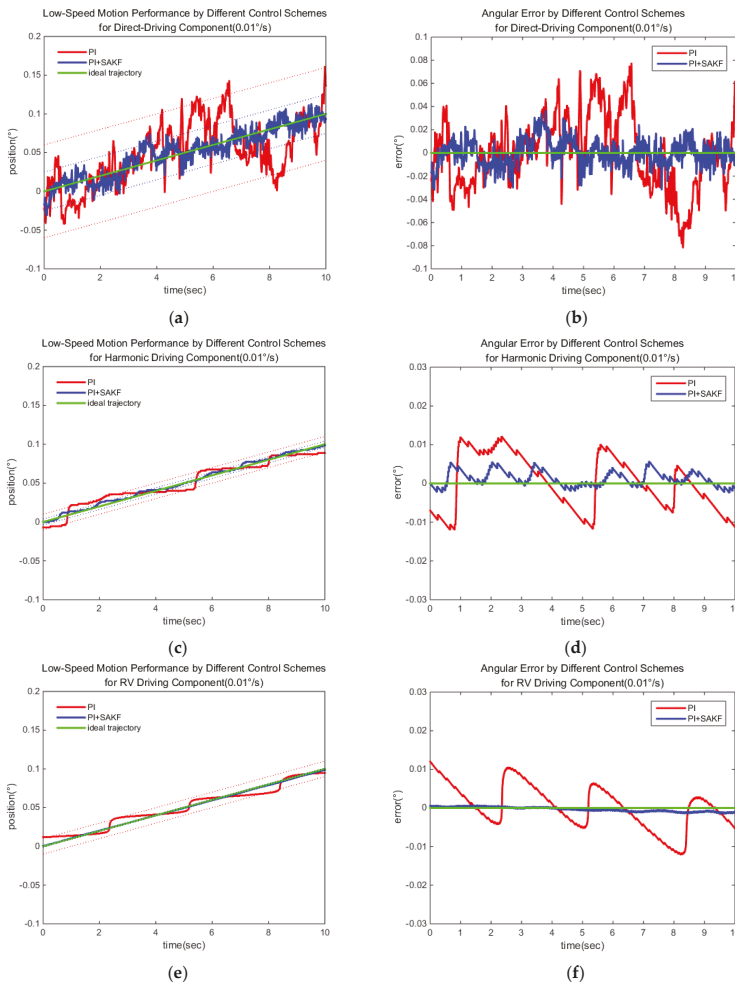 Low-Speed Motion Performance by Different Control Schemes
for Direct-Driving Component(0.01°/s)
0.2
0.15
0.1
0.05
0
-0.05
-0.1
position(°)
PI
PI+SAKF
ideal trajectory
0 2 4 6 8 10
time(sec)
(a)
Angular Error by Different Control Schemes
for Direct-Driving Component(0.01°/s)
0.1
0.08
0.06
0.04
0.02
0
-0.02
-0.04
-0.06
-0.08
-0.1
error(°)
PI
PI+SAKF
0 1 2 3 4 5 6 7 8 9 10
time(sec)
(b)
Low-Speed Motion Performance by Different Control Schemes
for Harmonic Driving Component(0.01°/s)
0.2
0.15
0.1
0.05
0
-0.05
-0.1
position(°)
PI
PI+SAKF
ideal trajectory
0 2 4 6 8 10
time(sec)
(c)
Angular Error by Different Control Schemes
for Harmonic Driving Component(0.01°/s)
0.03
0.02
0.01
0
-0.01
-0.02
-0.03
error(°)
PI
PI+SAKF
0 1 2 3 4 5 6 7 8 9 10
time(sec)
(d)
Low-Speed Motion Performance by Different Control Schemes
for RV Driving Component(0.01°/s)
0.2
0.15
0.1
0.05
0
-0.05
-0.1
position(°)
PI
PI+SAKF
ideal trajectory
0 2 4 6 8 10
time(sec)
(e)
Angular Error by Different Control Schemes
for RV Driving Component(0.01°/s)
0.03
0.02
0.01
0
-0.01
-0.02
-0.03
error(°)
PI
PI+SAKF
0 1 2 3 4 5 6 7 8 9 10
time(sec)
(f)